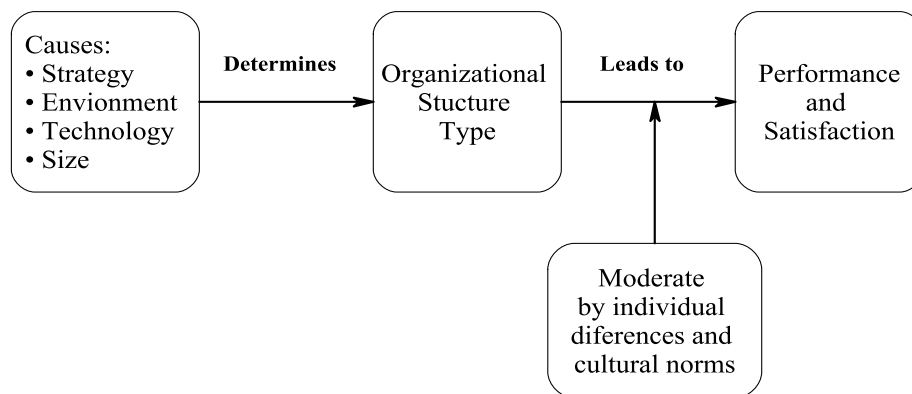 Causes:
• Strategy
• Envionment
• Technology
• Size
Determines
Organizational
Stucture
Type
Leads to
Performance
and
Satisfaction
Moderate
by individual
diferences and
cultural norms